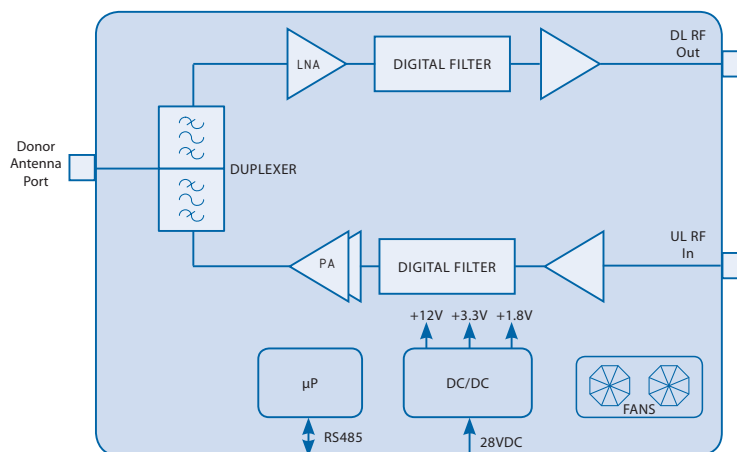 DL RF
Out
LNA
DIGITAL FILTER
Donor
Antenna
Port
DUPLEXER
UL RF
In
PA
DIGITAL FILTER
+12V
+3.3V
+1.8V
µP
DC/DC
FANS
RS485
28VDC